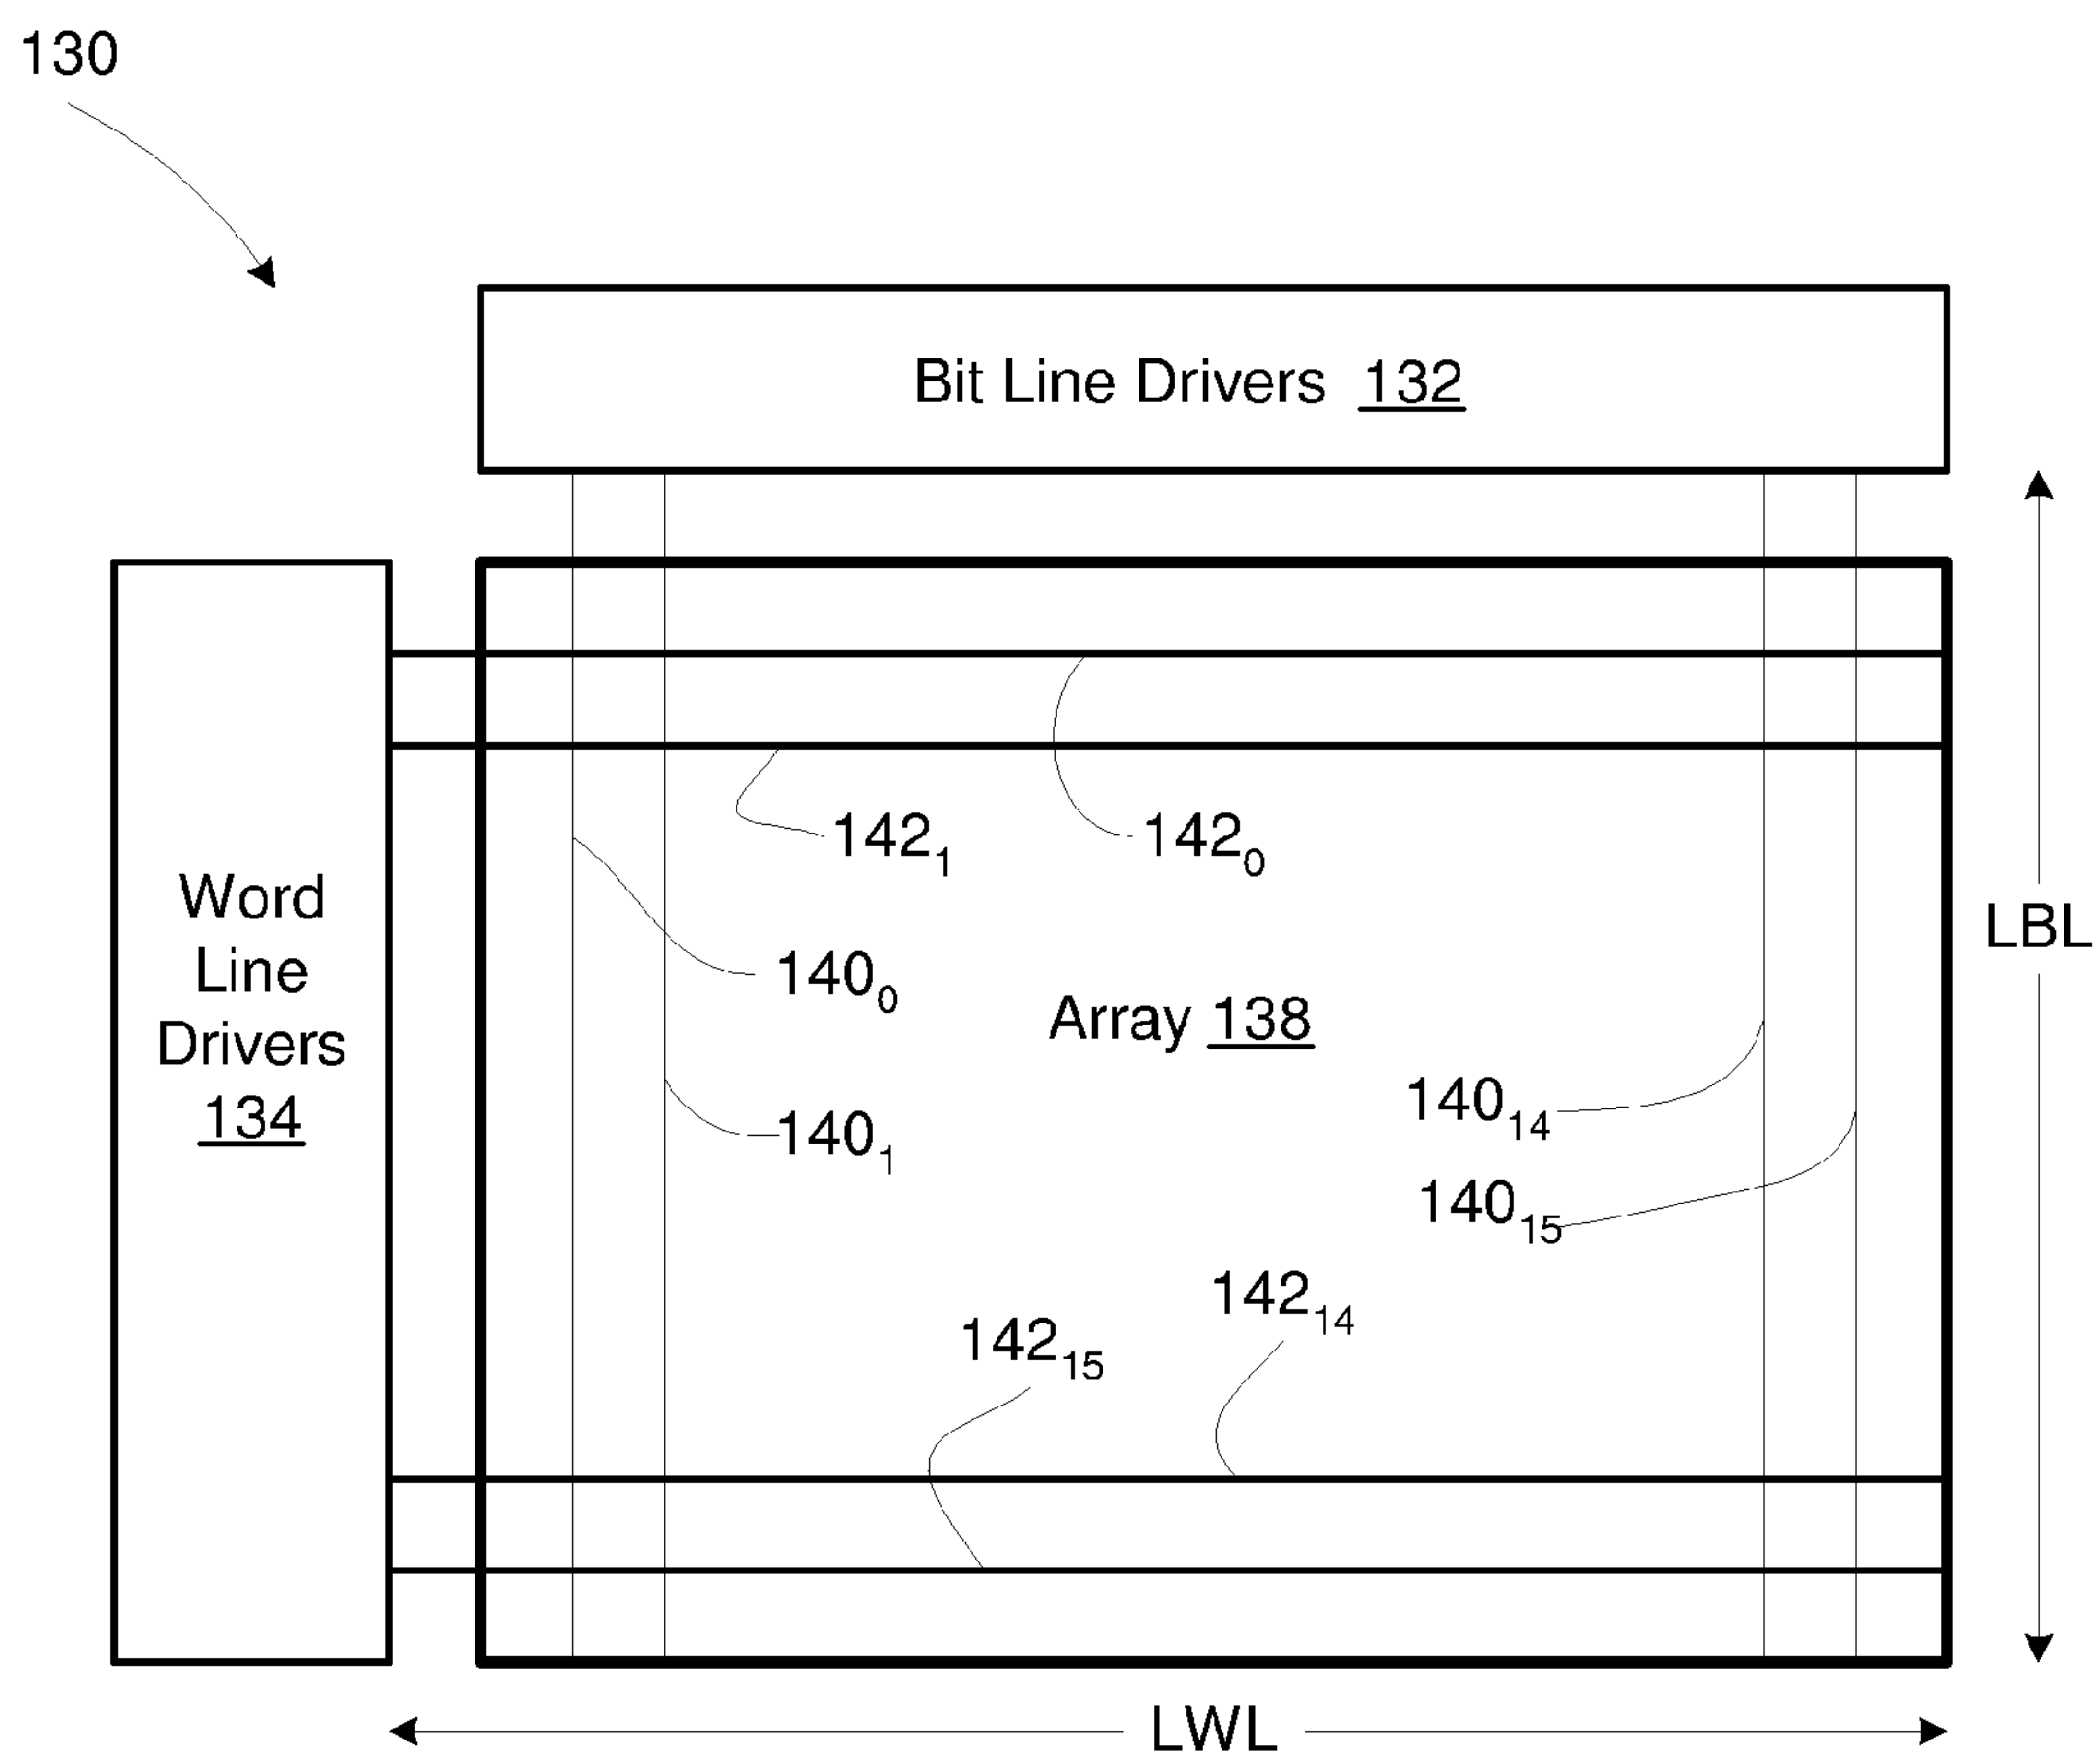 130
Bit Line Drivers 132
142₁
142₀
Word
Line
Drivers
134
LBL
140₀
Array 138
140₁
140₁₄
140₁₅
142₁₄
142₁₅
LWL